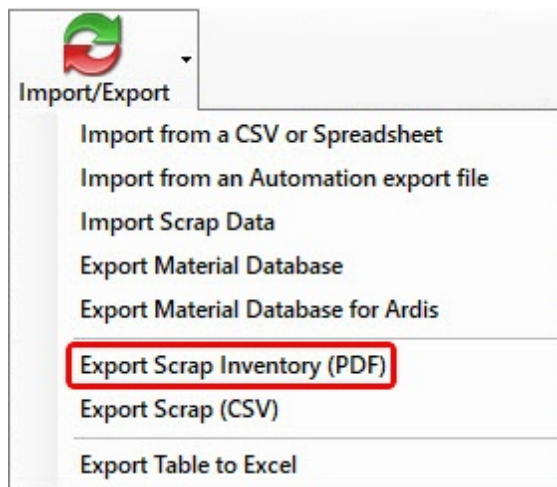 Import/Export
Import from a CSV or Spreadsheet
Import from an Automation export file
Import Scrap Data
Export Material Database
Export Material Database for Ardis
Export Scrap Inventory (PDF)
Export Scrap (CSV)
Export Table to Excel